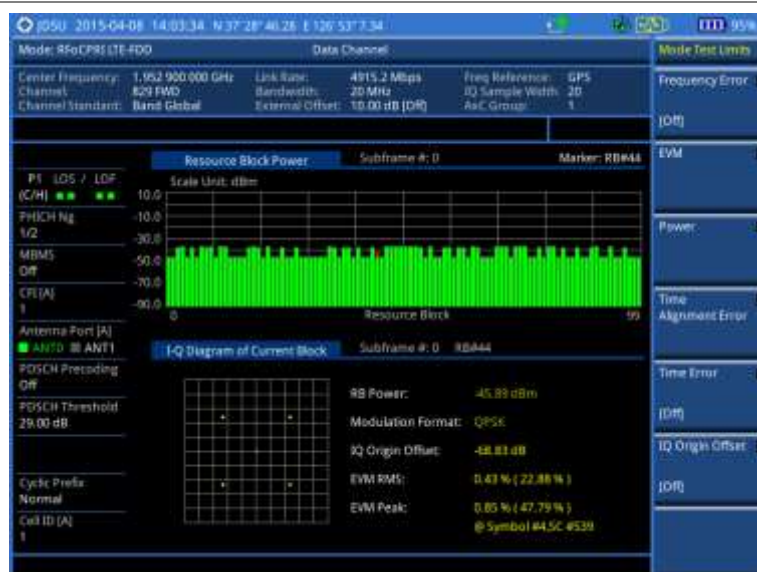 JDSU 2015-04-08 14:03:34 N 37° 28' 46.28 E 126° 53' 7.34 95%
Mode: RFoCPRI LTE-FDD Data Channel Mode Test Limits
Center Frequency: 1.952 900 000 GHz Link Rate: 4915.2 Mbps Freq Reference: GPS
Channel: 829 FWD Bandwidth: 20 MHz IQ Sample Width: 20
Channel Standard: Band Global External Offset: 10.00 dB [Off] AxC Group: 1
Frequency Error
[Off]
EVM
Power
Time
Alignment Error
Time Error
[Off]
IQ Origin Offset
[Off]
P1 LOS / LOF
(C/H)
PHICH Ng
1/2
MBMS
Off
CFI [A]
1
Antenna Port [A]
ANT0 ANT1
PDSCH Precoding
Off
PDSCH Threshold
29.00 dB
Cyclic Prefix
Normal
Cell ID [A]
1
Resource Block Power Subframe #: 0 Marker: RB#44
Scale Unit: dBm
10.0
-10.0
-30.0
-50.0
-70.0
-90.0
0 Resource Block 99
I-Q Diagram of Current Block Subframe #: 0 RB#44
RB Power: -45.89 dBm
Modulation Format: QPSK
IQ Origin Offset: -68.83 dB
EVM RMS: 0.43 % ( 22.88 % )
EVM Peak: 0.85 % ( 47.79 % )
@ Symbol #4,SC #539